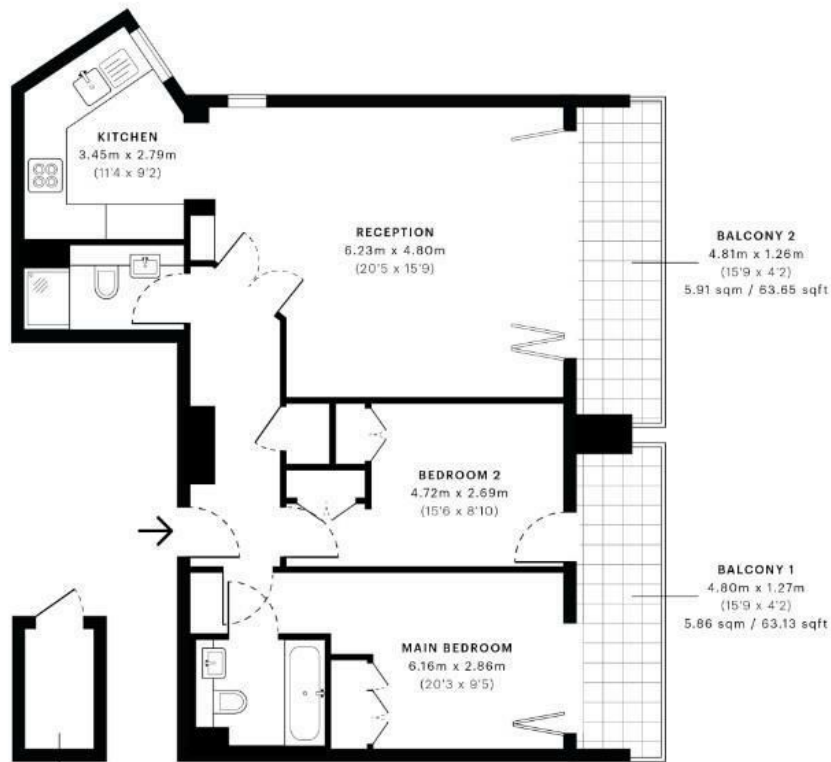 KITCHEN
3.45m x 2.79m
(11'4 x 9'2)
RECEPTION
6.23m x 4.80m
(20'5 x 15'9)
BALCONY 2
4.81m x 1.26m
(15'9 x 4'2)
5.91 sqm / 63.65 sqft
BEDROOM 2
4.72m x 2.69m
(15'6 x 8'10)
BALCONY 1
4.80m x 1.27m
(15'9 x 4'2)
5.86 sqm / 63.13 sqft
MAIN BEDROOM
6.16m x 2.86m
(20'3 x 9'5)